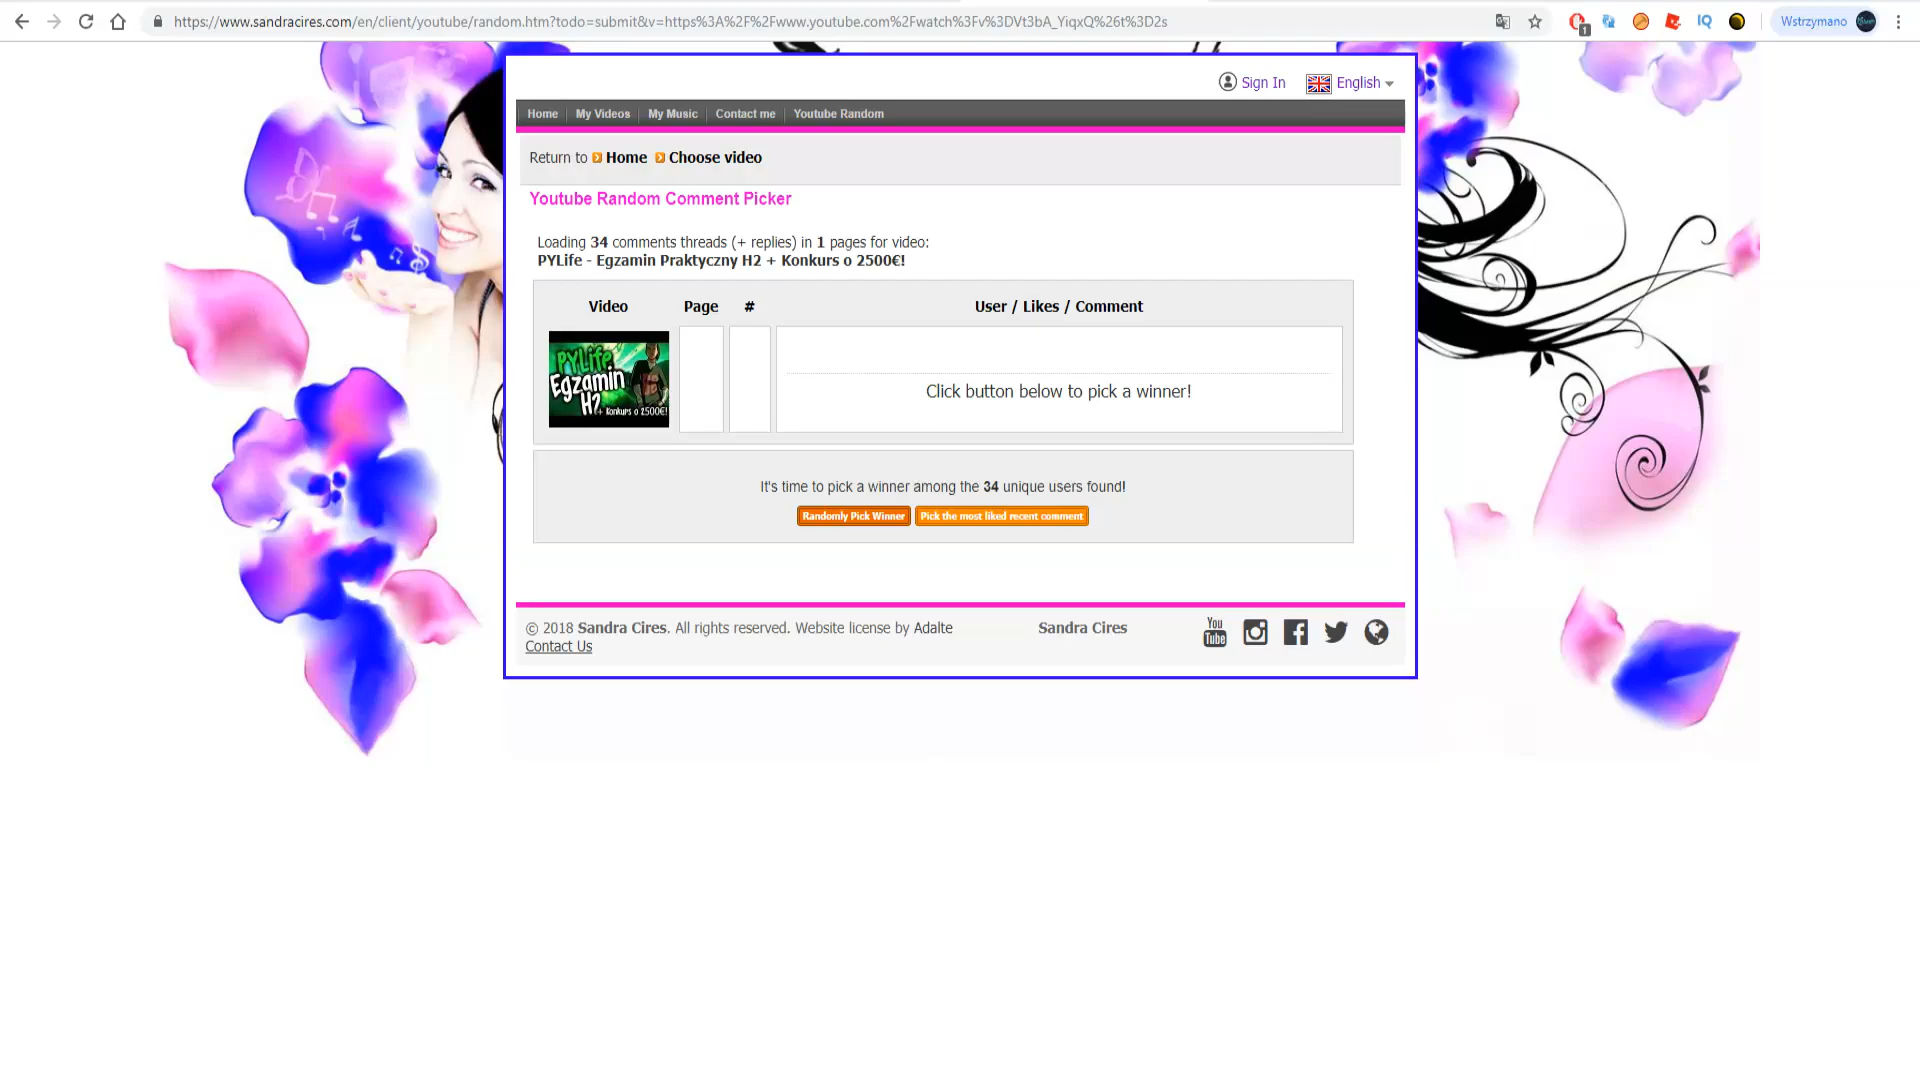 https://www.sandracires.com/en/client/youtube/random.htm?todo=submit&v=https%3A%2F%2Fwww.youtube.com%2Fwatch%3Fv%3DVt3bA_YiqxQ%26t%3D2s
1
IQ
Wstrzymano
Sign In
English
Home
My Videos
My Music
Contact me
Youtube Random
Return to Home Choose video
Youtube Random Comment Picker
Loading 34 comments threads (+ replies) in 1 pages for video:
PYLife - Egzamin Praktyczny H2 + Konkurs o 2500€!
Video Page # User / Likes / Comment
PYLife
Egzamin
H2
+ Konkurs o 2500€!
Click button below to pick a winner!
It's time to pick a winner among the 34 unique users found!
Randomly Pick Winner Pick the most liked recent comment
© 2018 Sandra Cires. All rights reserved. Website license by Adalte
Contact Us
Sandra Cires
You
Tube